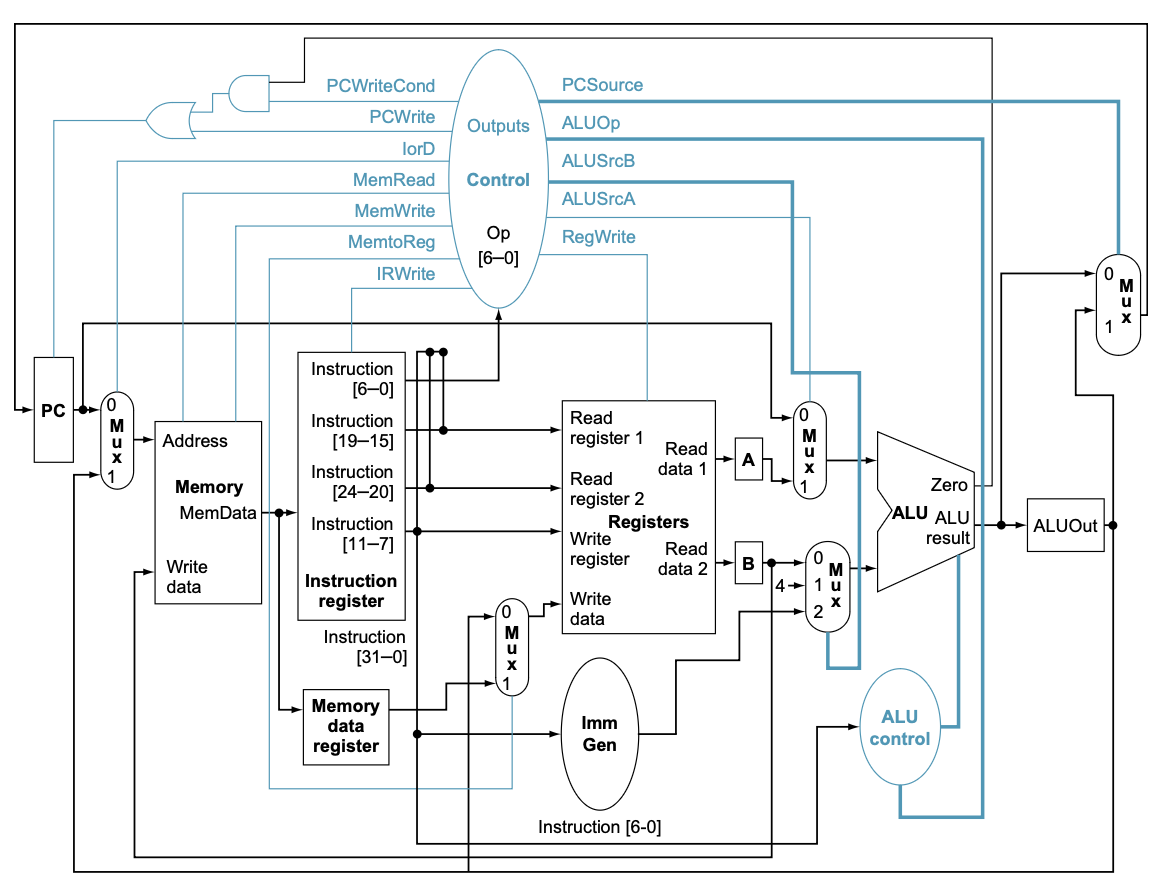 PCWriteCond
PCWrite
IorD
MemRead
MemWrite
MemtoReg
IRWrite
Outputs
Control
Op
[6–0]
PCSource
ALUOp
ALUSrcB
ALUSrcA
RegWrite
0
M
u
x
1
PC
0
M
u
x
1
Address
Memory
MemData
Write
data
Instruction
[6–0]
Instruction
[19–15]
Instruction
[24–20]
Instruction
[11–7]
Instruction
register
Instruction
[31–0]
Memory
data
register
0
M
u
x
1
Read
register 1
Read
register 2
Registers
Write
register
Write
data
Read
data 1
Read
data 2
Imm
Gen
Instruction [6-0]
A
B
4
0
M
u
x
1
0
1
2
M
u
x
Zero
ALU
ALU
result
ALUOut
ALU
control